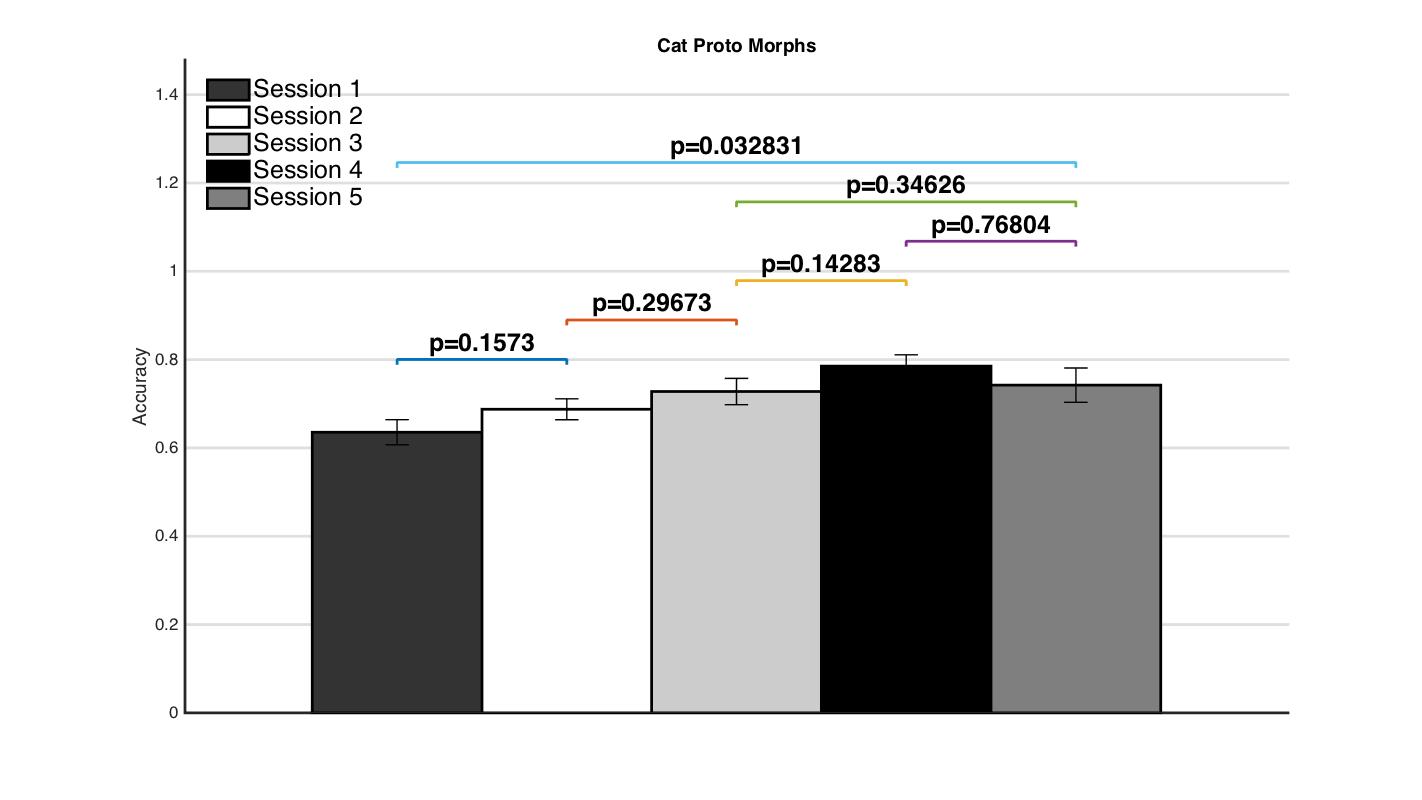 Cat Proto Morphs
Session 1
Session 2
Session 3
Session 4
Session 5
p=0.032831
p=0.34626
p=0.76804
p=0.14283
p=0.29673
p=0.1573
Accuracy
1.4
1.2
1
0.8
0.6
0.4
0.2
0